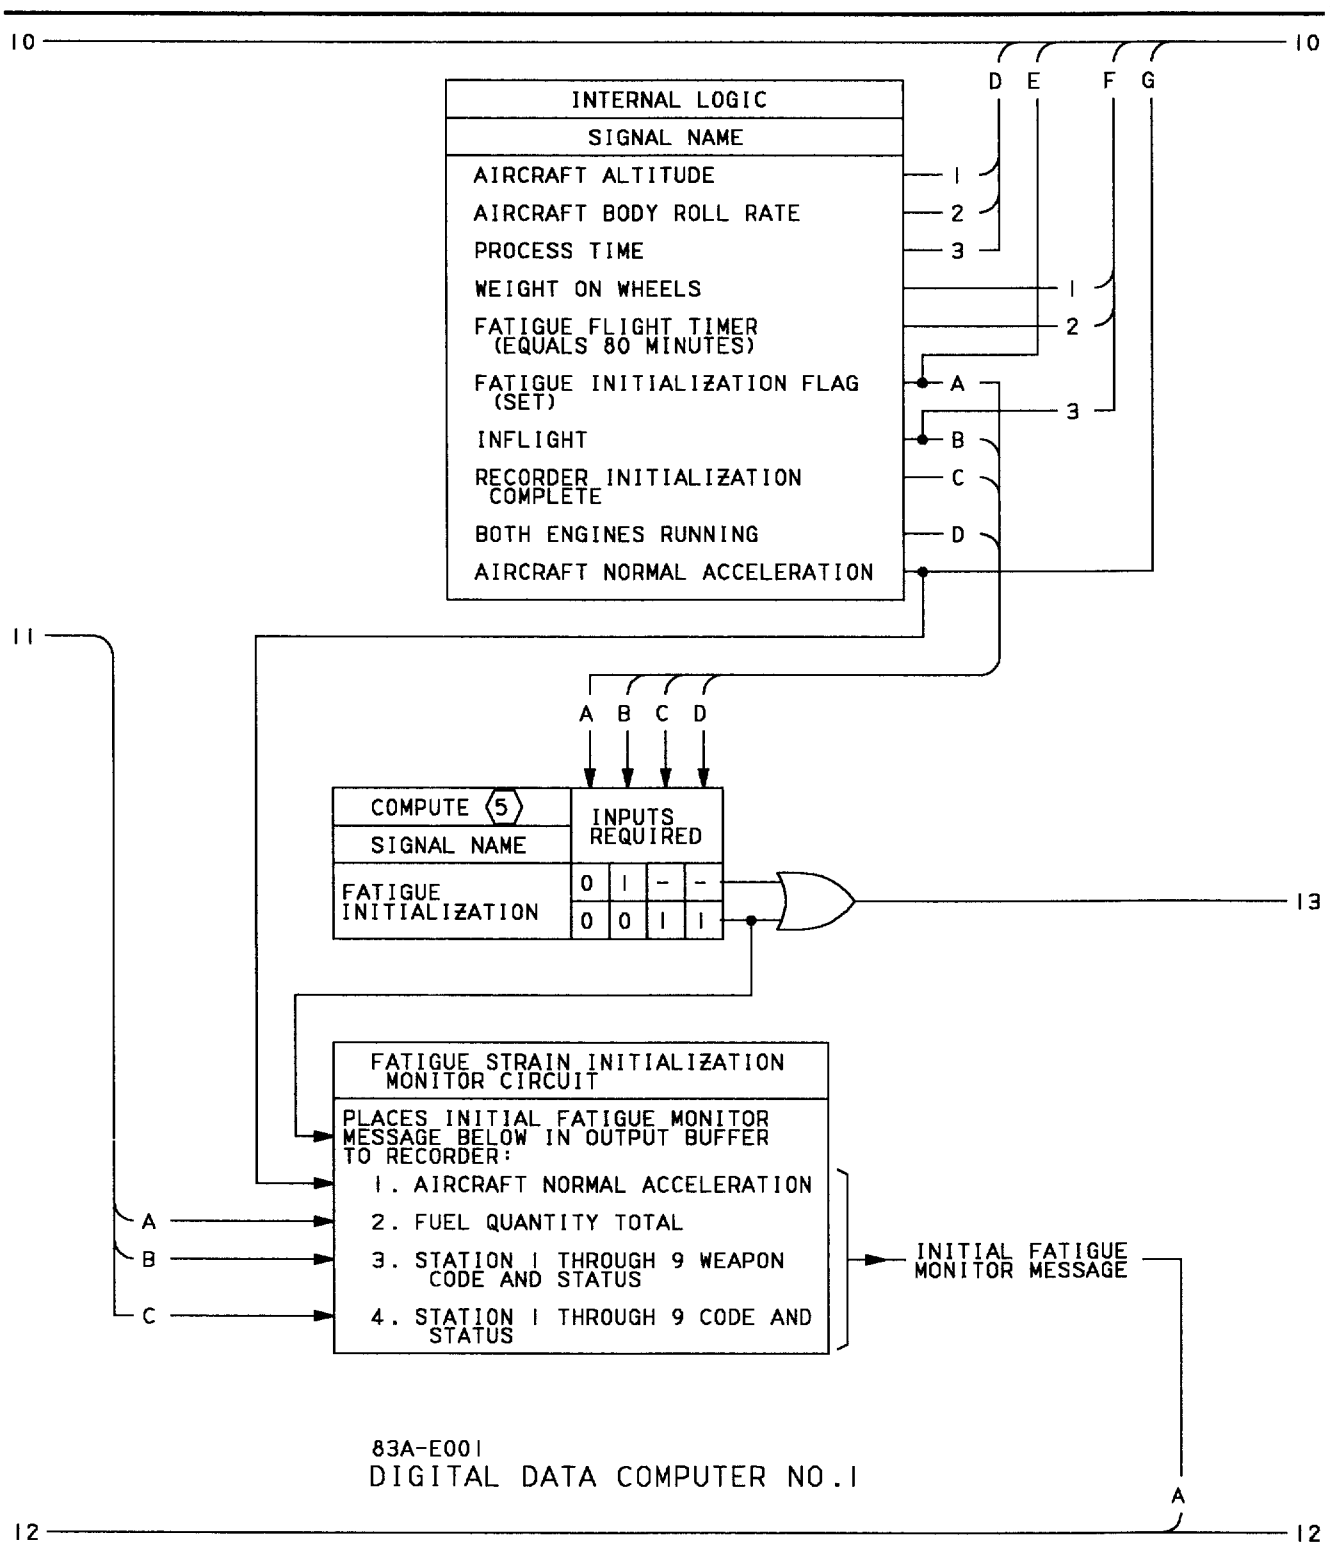 10 10
D E F G
INTERNAL LOGIC
SIGNAL NAME
AIRCRAFT ALTITUDE 1
AIRCRAFT BODY ROLL RATE 2
PROCESS TIME 3
WEIGHT ON WHEELS 1
FATIGUE FLIGHT TIMER 2
(EQUALS 80 MINUTES)
FATIGUE INITIALIZATION FLAG A
(SET)
3
INFLIGHT B
RECORDER INITIALIZATION C
COMPLETE
BOTH ENGINES RUNNING D
AIRCRAFT NORMAL ACCELERATION
11
A B C D
COMPUTE 5
INPUTS
REQUIRED
SIGNAL NAME
FATIGUE
INITIALIZATION
0 1 - -
0 0 1 1
13
FATIGUE STRAIN INITIALIZATION
MONITOR CIRCUIT
PLACES INITIAL FATIGUE MONITOR
MESSAGE BELOW IN OUTPUT BUFFER
TO RECORDER:
1. AIRCRAFT NORMAL ACCELERATION
A 2. FUEL QUANTITY TOTAL
B 3. STATION 1 THROUGH 9 WEAPON
CODE AND STATUS
C 4. STATION 1 THROUGH 9 CODE AND
STATUS
INITIAL FATIGUE
MONITOR MESSAGE
83A-E001
DIGITAL DATA COMPUTER NO.1
A
12 12